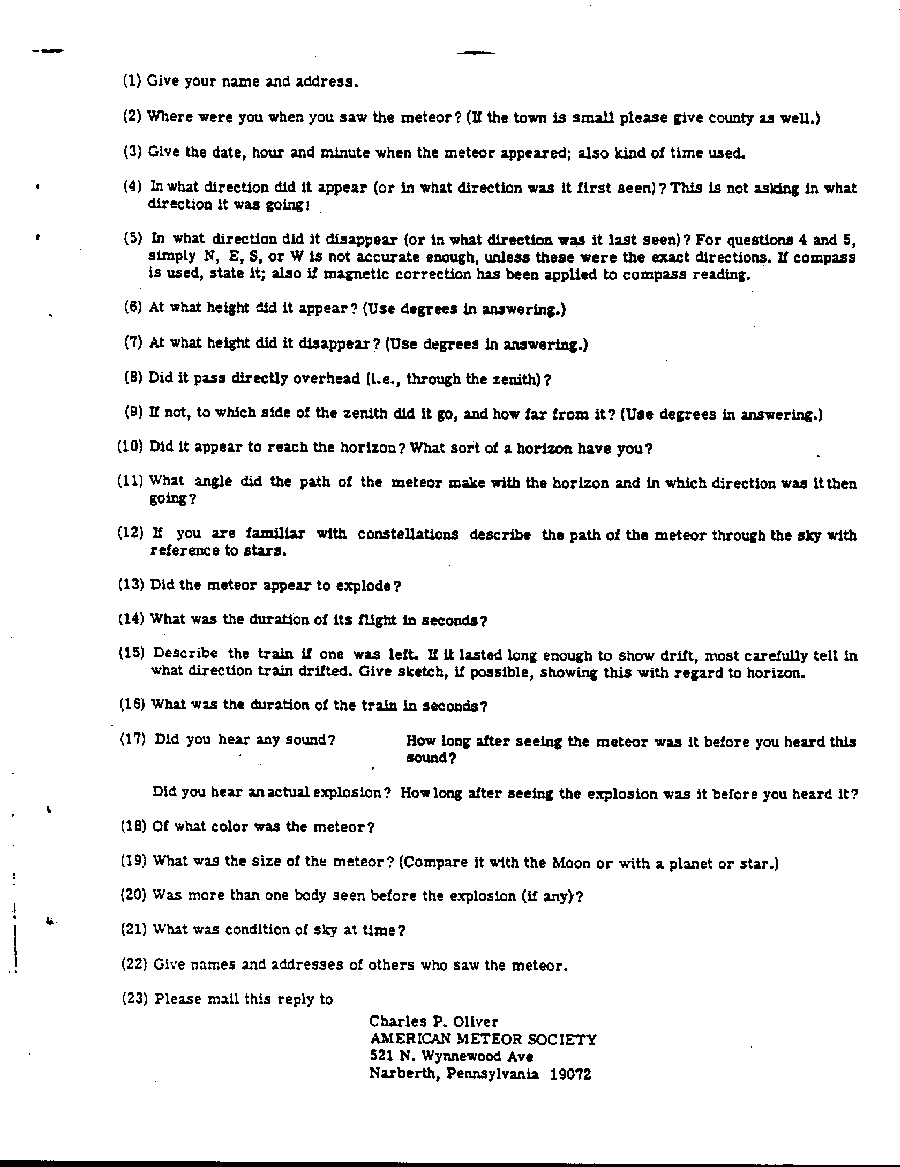 (1) Give your name and address.
(2) Where were you when you saw the meteor? (If the town is small please give county as well.)
(3) Give the date, hour and minute when the meteor appeared; also kind of time used.
(4) In what direction did it appear (or in what direction was it first seen)? This is not asking in what
direction it was going!
(5) In what direction did it disappear (or in what direction was it last seen)? For questions 4 and 5,
simply N, E, S, or W is not accurate enough, unless these were the exact directions. If compass
is used, state it; also if magnetic correction has been applied to compass reading.
(6) At what height did it appear? (Use degrees in answering.)
(7) At what height did it disappear? (Use degrees in answering.)
(8) Did it pass directly overhead (i.e., through the zenith)?
(9) If not, to which side of the zenith did it go, and how far from it? (Use degrees in answering.)
(10) Did it appear to reach the horizon? What sort of a horizon have you?
(11) What angle did the path of the meteor make with the horizon and in which direction was it then
going?
(12) If you are familiar with constellations describe the path of the meteor through the sky with
reference to stars.
(13) Did the meteor appear to explode?
(14) What was the duration of its flight in seconds?
(15) Describe the train if one was left. If it lasted long enough to show drift, most carefully tell in
what direction train drifted. Give sketch, if possible, showing this with regard to horizon.
(16) What was the duration of the train in seconds?
(17) Did you hear any sound? How long after seeing the meteor was it before you heard this
sound?
Did you hear an actual explosion? How long after seeing the explosion was it before you heard it?
(18) Of what color was the meteor?
(19) What was the size of the meteor? (Compare it with the Moon or with a planet or star.)
(20) Was more than one body seen before the explosion (if any)?
(21) What was condition of sky at time?
(22) Give names and addresses of others who saw the meteor.
(23) Please mail this reply to
Charles P. Oliver
AMERICAN METEOR SOCIETY
521 N. Wynnewood Ave
Narberth, Pennsylvania 19072